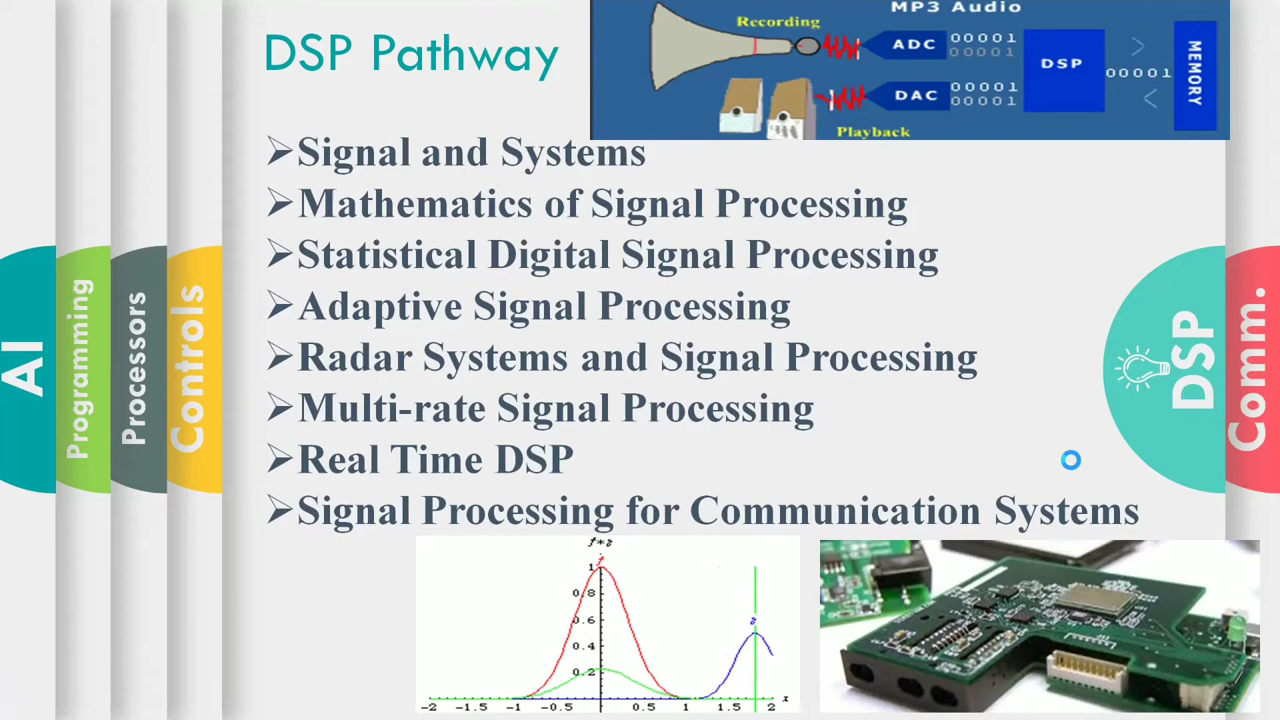 DSP Pathway
MP3 Audio
Recording
ADC
00001
00001
DSP
00001
MEMORY
DAC
00001
00001
Playback
➢Signal and Systems
➢Mathematics of Signal Processing
➢Statistical Digital Signal Processing
➢Adaptive Signal Processing
➢Radar Systems and Signal Processing
➢Multi-rate Signal Processing
➢Real Time DSP
➢Signal Processing for Communication Systems
AI
Programming
Processors
Controls
DSP
Comm.
f*g
1
0.8
0.6
0.4
0.2
-2 -1.5 -1 -0.5 0.5 1 1.5 2
x